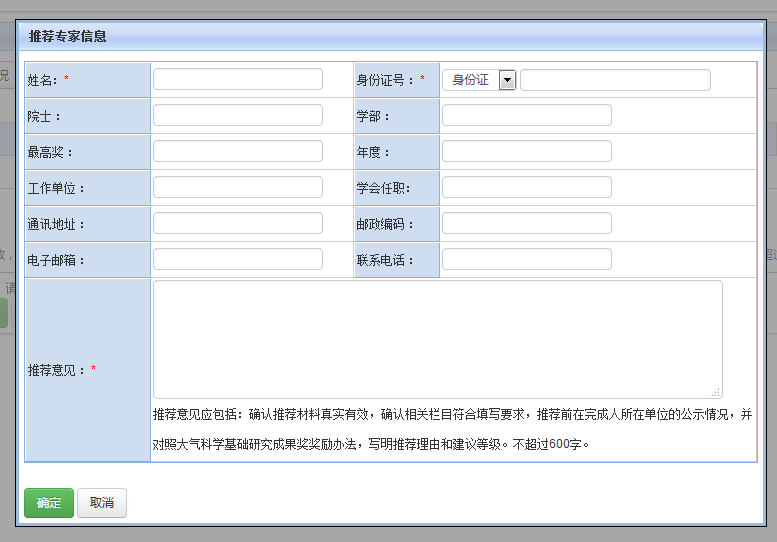 推荐专家信息
姓名：* 身份证号：* 身份证
院士： 学部：
最高奖： 年度：
工作单位： 学会任职：
通讯地址： 邮政编码：
电子邮箱： 联系电话：
推荐意见：*
推荐意见应包括：确认推荐材料真实有效，确认相关栏目符合填写要求，推荐前在完成人所在单位的公示情况，并
对照大气科学基础研究成果奖奖励办法，写明推荐理由和建议等级。不超过600字。
确定 取消
况
请